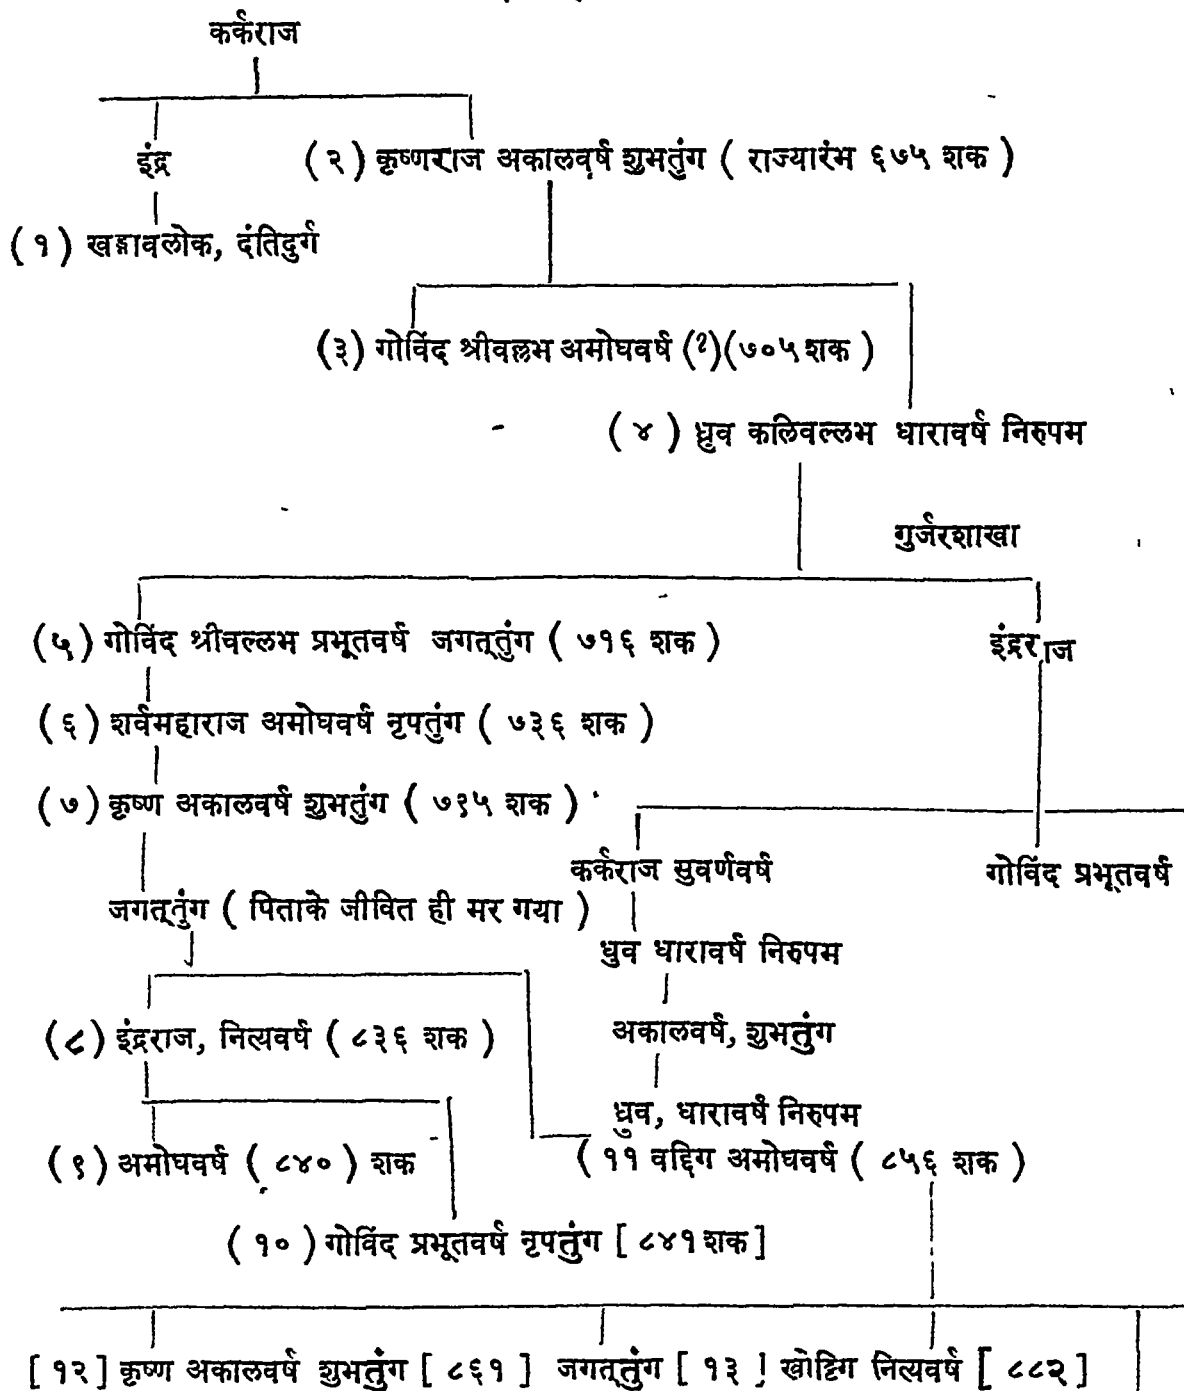 कर्कराज
इंद्र (२) कृष्णराज अकालवर्ष शुभतुंग ( राज्यारंभ ६७५ शक )
(१) खड्गावलोक, दंतिदुर्ग
(३) गोविंद श्रीवल्लभ अमोघवर्ष (?)(७०५ शक )
( ४ ) ध्रुव कलिवल्लभ धारावर्ष निरुपम
गुर्जरशाखा
(५) गोविंद श्रीवल्लभ प्रभूतवर्ष जगत्तुंग ( ७१६ शक ) इंद्रराज
(६) शर्वमहाराज अमोघवर्ष नृपतुंग ( ७३६ शक )
(७) कृष्ण अकालवर्ष शुभतुंग ( ७९५ शक )
कर्कराज सुवर्णवर्ष गोविंद प्रभूतवर्ष
जगत्तुंग ( पिताके जीवित ही मर गया )
धुव धारावर्ष निरुपम
(८) इंद्रराज, नित्यवर्ष ( ८३६ शक ) अकालवर्ष, शुभतुंग
ध्रुव, धारावर्ष निरुपम
(९) अमोघवर्ष ( ८४० ) शक ( ११ वद्दिग अमोघवर्ष ( ८५६ शक )
( १० ) गोविंद प्रभूतवर्ष नृपतुंग [ ८४१ शक ]
[ १२ ] कृष्ण अकालवर्ष शुभतुंग [ ८६१ ] जगत्तुंग [ १३ ] खोट्टिग नित्यवर्ष [ ८८२ ]